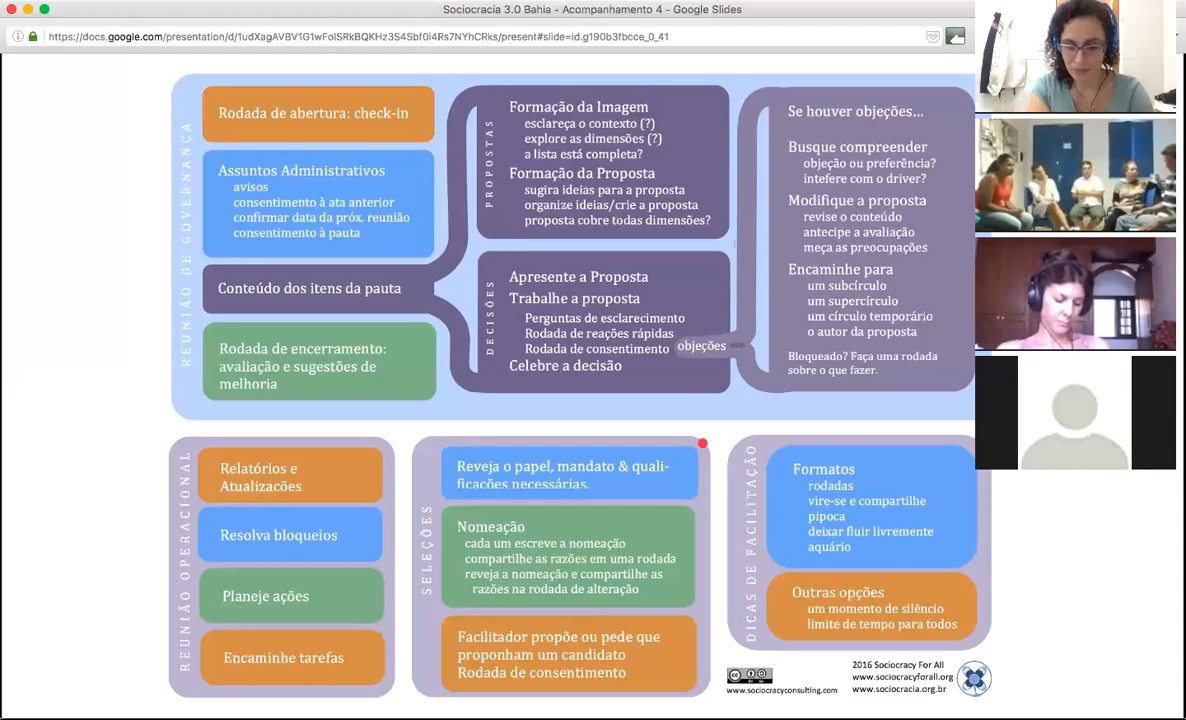 Sociocracia 3.0 Bahia - Acompanhamento 4 - Google Slides
https://docs.google.com/presentation/d/1udXagAVBV1G1wFolSRkBQKHz3S4Sbf0i4Rs7NYhCRks/present#slide=id.g190b3fbcce_0_41
REUNIÃO DE GOVERNANÇA
Rodada de abertura: check-in
Assuntos Administrativos
avisos
consentimento à ata anterior
confirmar data da próx. reunião
consentimento à pauta
Conteúdo dos itens da pauta
Rodada de encerramento:
avaliação e sugestões de
melhoria
PROPOSTAS
Formação da Imagem
esclareça o contexto (?)
explore as dimensões (?)
a lista está completa?
Formação da Proposta
sugira ideias para a proposta
organize ideias/crie a proposta
proposta cobre todas dimensões?
DECISÕES
Apresente a Proposta
Trabalhe a proposta
Perguntas de esclarecimento
Rodada de reações rápidas
Rodada de consentimento
objeções
Celebre a decisão
Se houver objeções...
Busque compreender
objeção ou preferência?
intefere com o driver?
Modifique a proposta
revise o conteúdo
antecipe a avaliação
meça as preocupações
Encaminhe para
um subcírculo
um supercírculo
um círculo temporário
o autor da proposta
Bloqueado? Faça uma rodada
sobre o que fazer.
REUNIÃO OPERACIONAL
Relatórios e
Atualizações
Resolva bloqueios
Planeje ações
Encaminhe tarefas
SELEÇÕES
Reveja o papel, mandato & quali-
ficações necessárias.
Nomeação
cada um escreve a nomeação
compartilhe as razões em uma rodada
reveja a nomeação e compartilhe as
razões na rodada de alteração
Facilitador propõe ou pede que
proponham um candidato
Rodada de consentimento
DICAS DE FACILITAÇÃO
Formatos
rodadas
vire-se e compartilhe
pipoca
deixar fluir livremente
aquário
Outras opções
um momento de silêncio
limite de tempo para todos
cc
BY SA
www.sociocracyconsulting.com
2016 Sociocracy For All
www.sociocracyforall.org
www.sociocracia.org.br